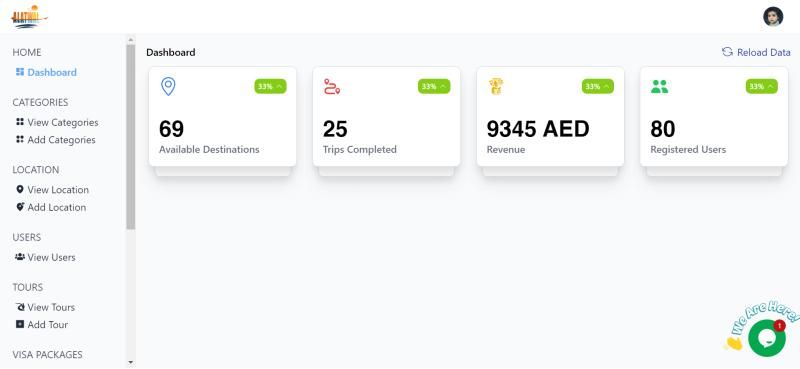 HOME
Dashboard
CATEGORIES
View Categories
Add Categories
LOCATION
View Location
Add Location
USERS
View Users
TOURS
View Tours
Add Tour
VISA PACKAGES
Dashboard
Reload Data
33%
69
Available Destinations
33%
25
Trips Completed
33%
9345 AED
Revenue
33%
80
Registered Users
We Are Here!
1